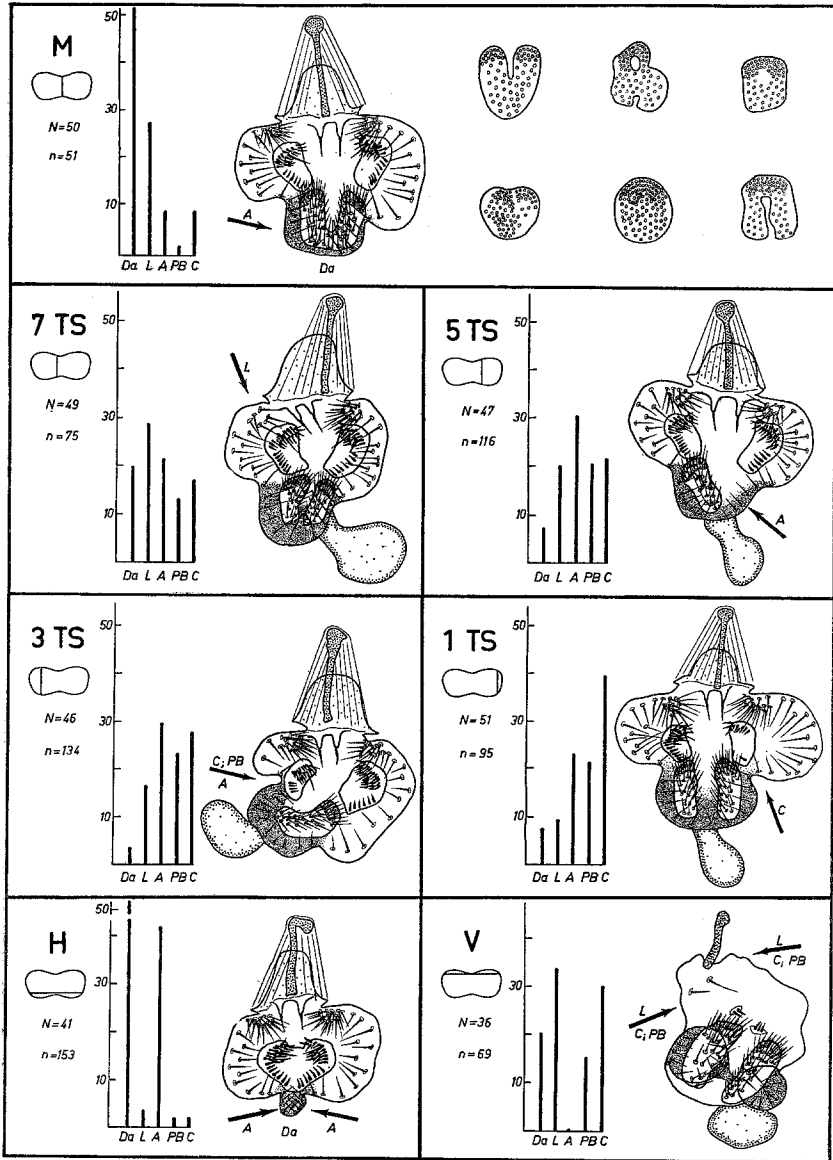 M
N=50
n=51
50
30
10
Da L A PB C
A
Da
7 TS
N=49
n=75
50
30
10
Da L A PB C
L
5 TS
N=47
n=116
50
30
10
Da L A PB C
A
3 TS
N=46
n=134
50
30
10
Da L A PB C
C; PB
A
1 TS
N=51
n=95
50
30
10
Da L A PB C
C
H
N=41
n=153
50
30
10
Da L A PB C
A Da A
V
N=36
n=69
50
30
10
Da L A PB C
L
C; PB
L
C; PB